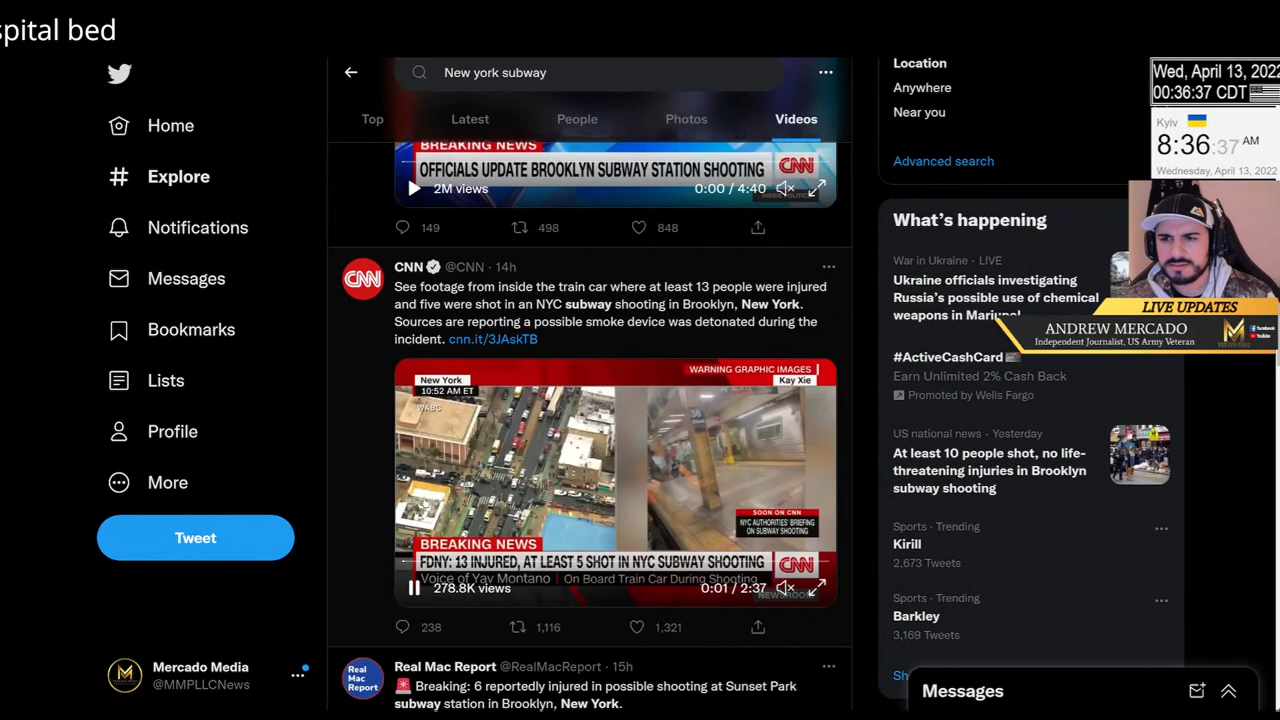 spital bed
Home
Explore
Notifications
Messages
Bookmarks
Lists
Profile
More
Tweet
Mercado Media
@MMPLLCNews
New york subway
Top
Latest
People
Photos
Videos
BREAKING NEWS
OFFICIALS UPDATE BROOKLYN SUBWAY STATION SHOOTING
CNN
2M views
0:00 / 4:40
INSIDE POLITICS
149
498
848
CNN
CNN @CNN · 14h
See footage from inside the train car where at least 13 people were injured
and five were shot in an NYC subway shooting in Brooklyn, New York.
Sources are reporting a possible smoke device was detonated during the
incident. cnn.it/3JAskTB
WARNING GRAPHIC IMAGES
New York
10:52 AM ET
WABC
Kay Xie
36
SOON ON CNN
NYC AUTHORITIES' BRIEFING
ON SUBWAY SHOOTING
BREAKING NEWS
FDNY: 13 INJURED, AT LEAST 5 SHOT IN NYC SUBWAY SHOOTING
CNN
Voice of Yav Montano On Board Train Car During Shooting
278.8K views
0:01 / 2:37
NEWSROOM
238
1,116
1,321
Real
Mac
Report
Real Mac Report @RealMacReport · 15h
Breaking: 6 reportedly injured in possible shooting at Sunset Park
subway station in Brooklyn, New York.
Location
Anywhere
Near you
Advanced search
What's happening
War in Ukraine · LIVE
Ukraine officials investigating
Russia's possible use of chemical
weapons in Mariupol
#ActiveCashCard
Earn Unlimited 2% Cash Back
Promoted by Wells Fargo
US national news · Yesterday
At least 10 people shot, no life-
threatening injuries in Brooklyn
subway shooting
Sports · Trending
Kirill
2,673 Tweets
Sports · Trending
Barkley
3,169 Tweets
Sh
Messages
Wed, April 13, 2022
00:36:37 CDT
Kyiv
8:36:37 AM
Wednesday, April 13, 2022
LIVE UPDATES
ANDREW MERCADO
Independent Journalist, US Army Veteran
facebook
YouTube